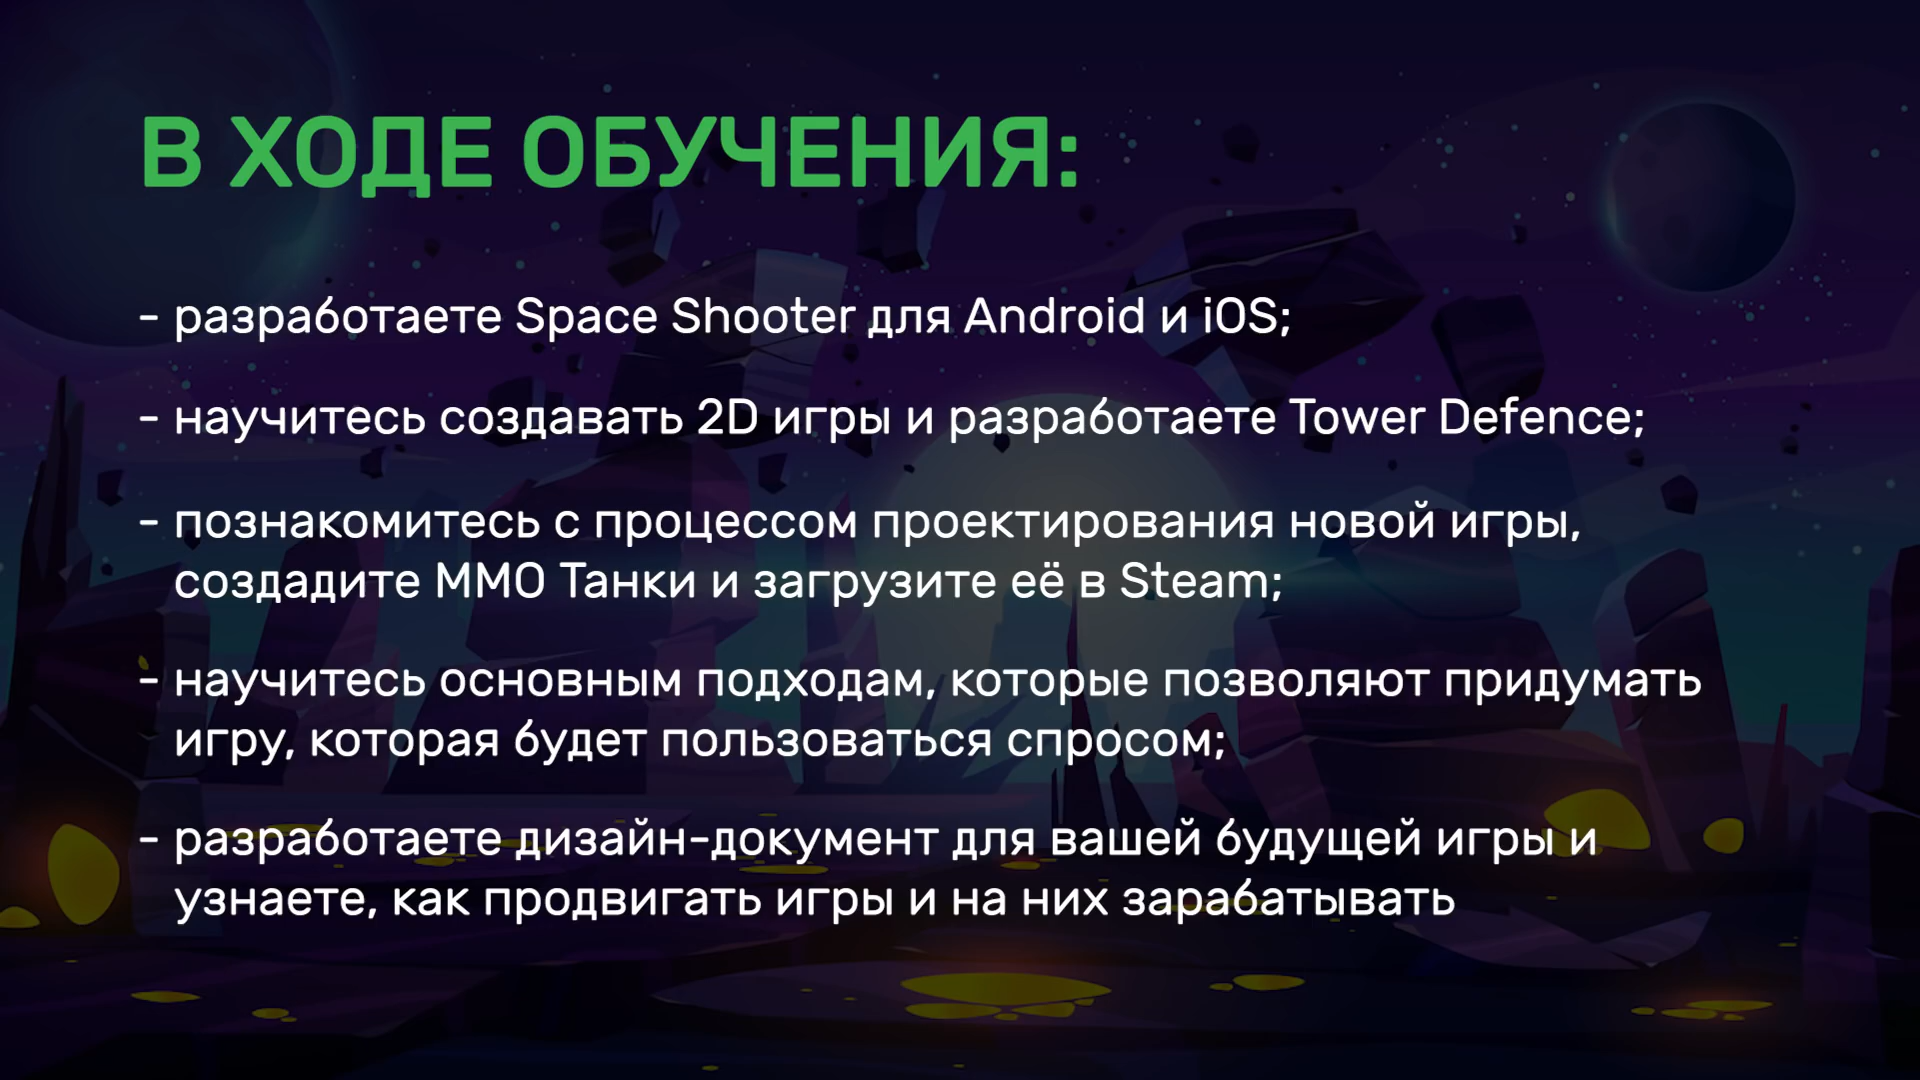 В ХОДЕ ОБУЧЕНИЯ:
- разработаете Space Shooter для Android и iOS;
- научитесь создавать 2D игры и разработаете Tower Defence;
- познакомитесь с процессом проектирования новой игры,
создадите ММО Танки и загрузите её в Steam;
- научитесь основным подходам, которые позволяют придумать
игру, которая будет пользоваться спросом;
- разработаете дизайн-документ для вашей будущей игры и
узнаете, как продвигать игры и на них зарабатывать